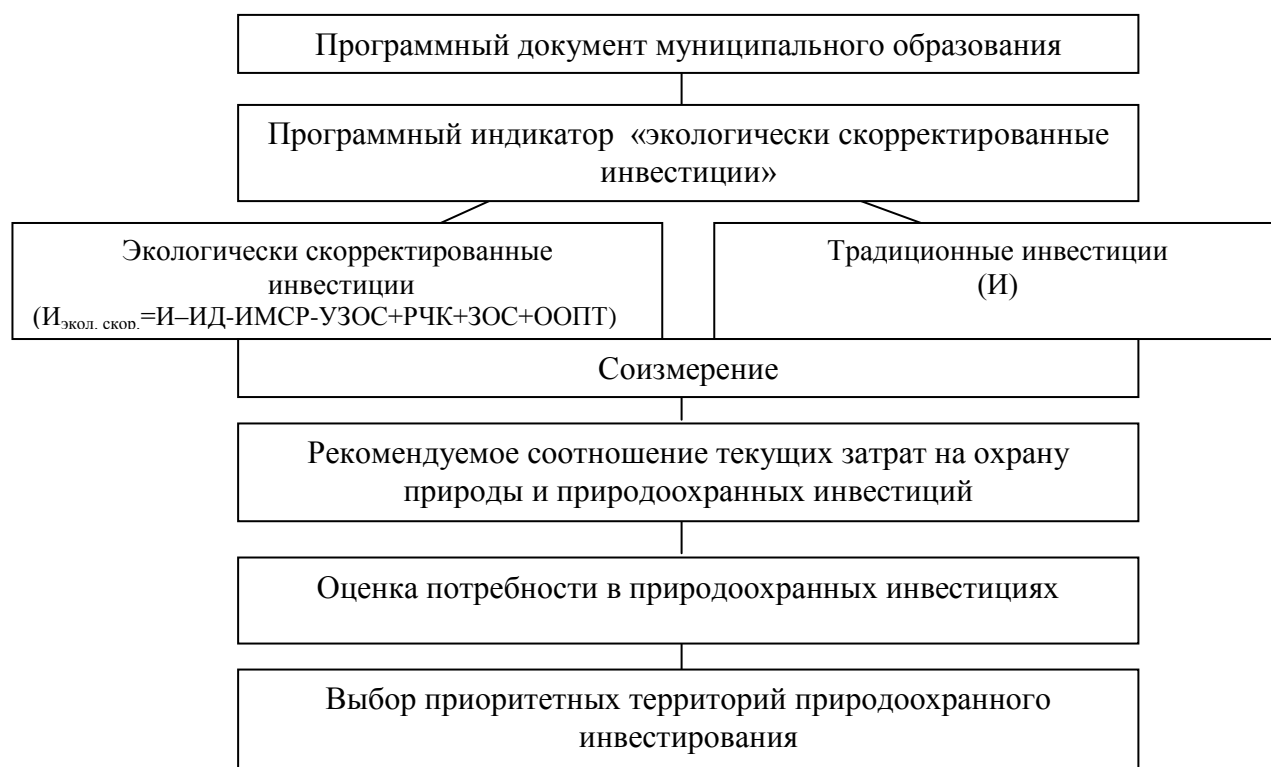 Программный документ муниципального образования
Программный индикатор «экологически скорректированные
инвестиции»
Экологически скорректированные
инвестиции
(Иэкол. скор.=И–ИД-ИМСР-УЗОС+РЧК+ЗОС+ООПТ)
Традиционные инвестиции
(И)
Соизмерение
Рекомендуемое соотношение текущих затрат на охрану
природы и природоохранных инвестиций
Оценка потребности в природоохранных инвестициях
Выбор приоритетных территорий природоохранного
инвестирования